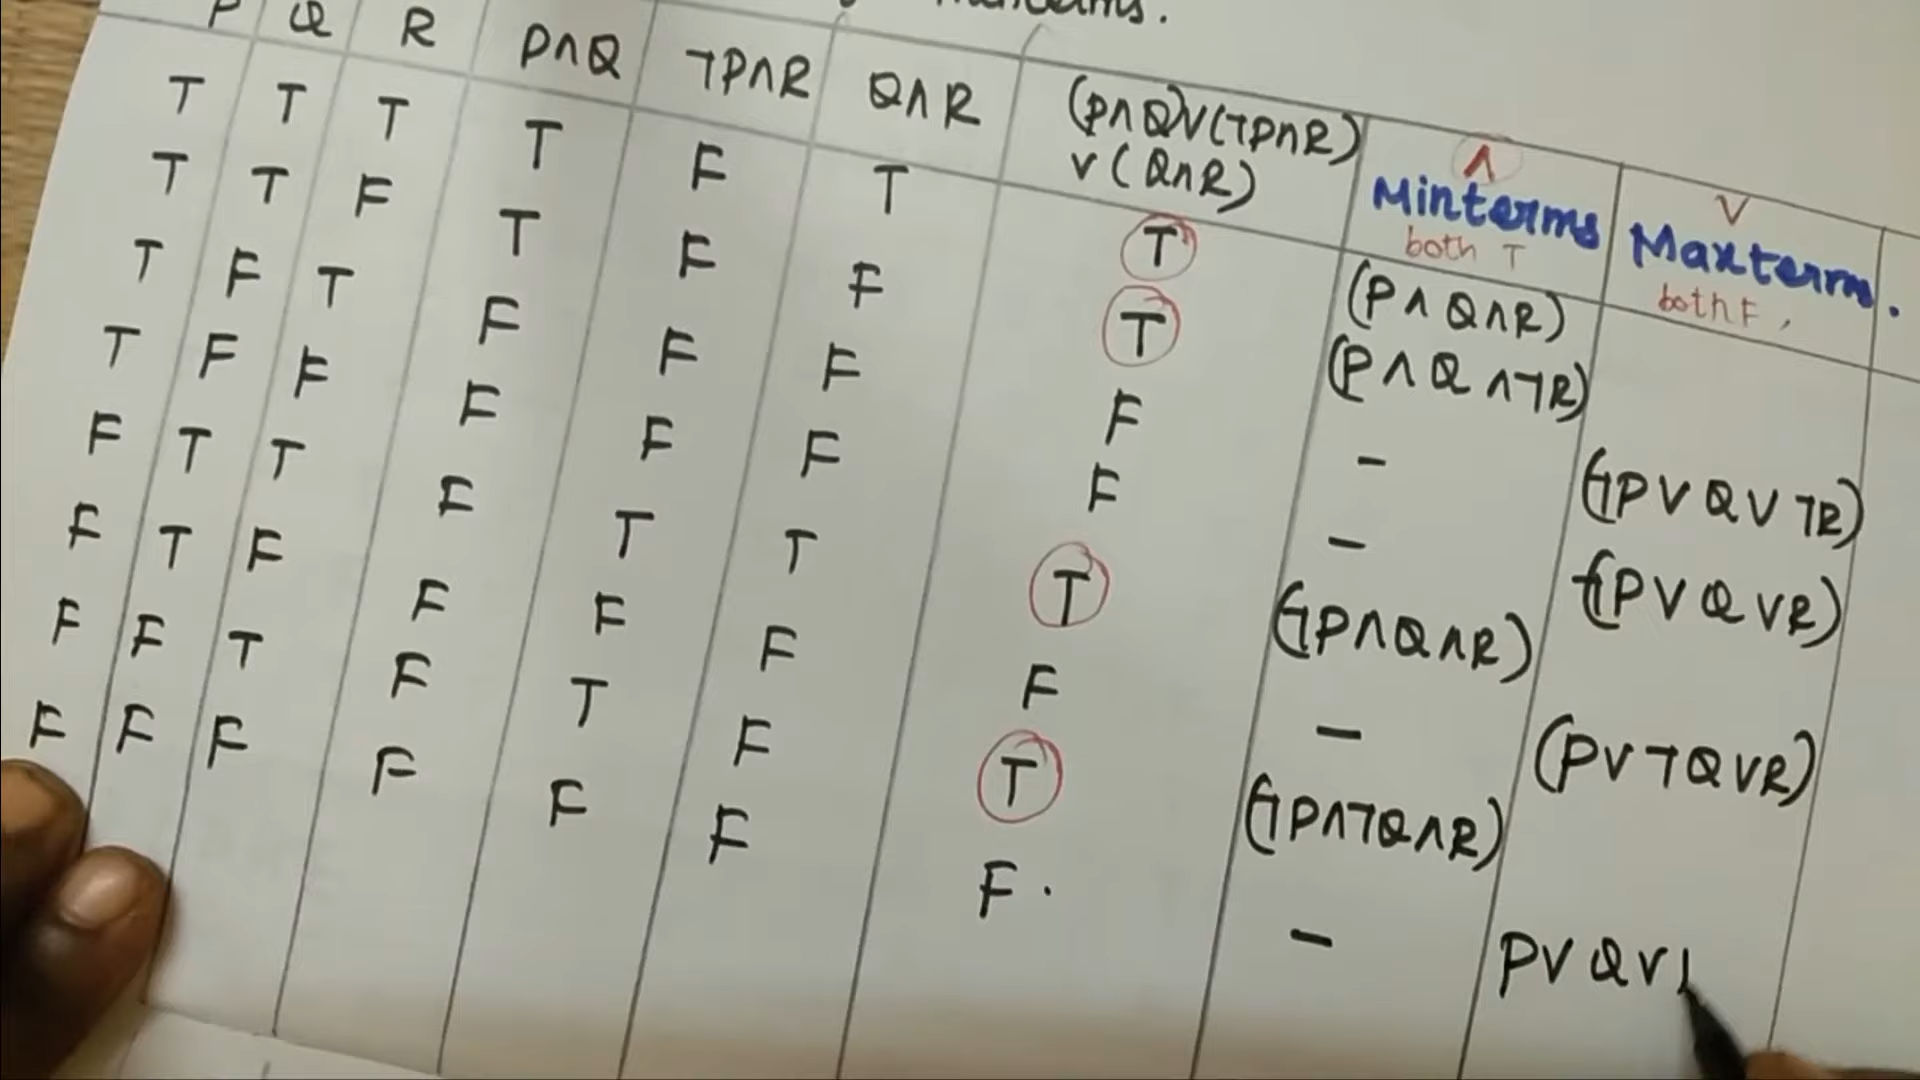 P Q R P∧Q ¬P∧R Q∧R (P∧Q)∨(¬P∧R) ∧ ∨
∨(Q∧R) Minterms Maxterm.
both T both F,
T T T T F T T (P∧Q∧R)
T T F T F F T (P∧Q∧¬R)
T F T F F F F - (¬P∨Q∨¬R)
T F F F F F F - (¬P∨Q∨R)
F T T F T T T (¬P∧Q∧R)
F T F F F F F - (P∨¬Q∨R)
F F T F T F T (¬P∧¬Q∧R)
F F F F F F F. - P∨Q∨